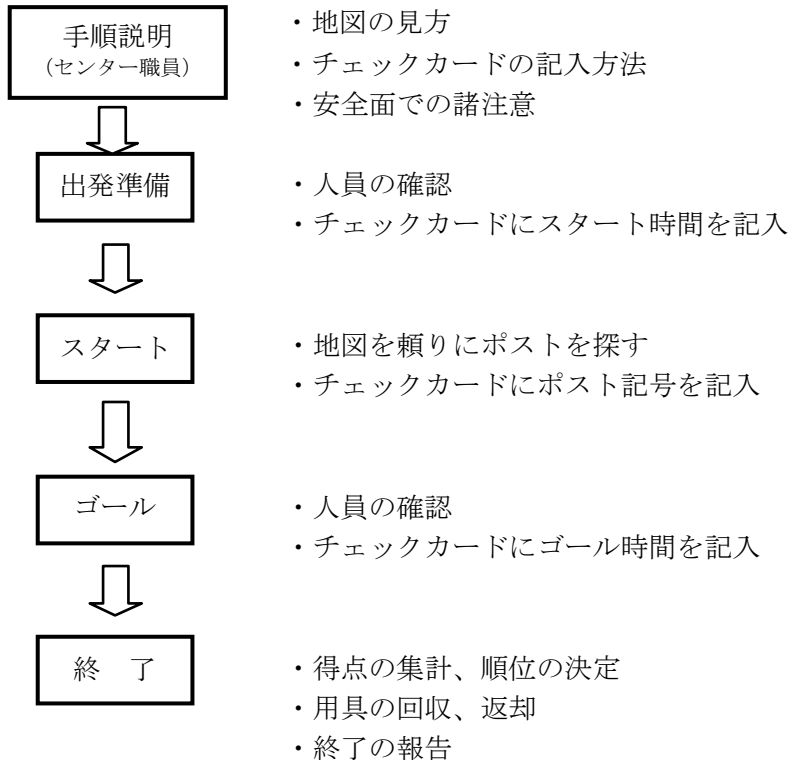 手順説明
（センター職員）
・地図の見方
・チェックカードの記入方法
・安全面での諸注意
出発準備
・人員の確認
・チェックカードにスタート時間を記入
スタート
・地図を頼りにポストを探す
・チェックカードにポスト記号を記入
ゴール
・人員の確認
・チェックカードにゴール時間を記入
終　了
・得点の集計、順位の決定
・用具の回収、返却
・終了の報告